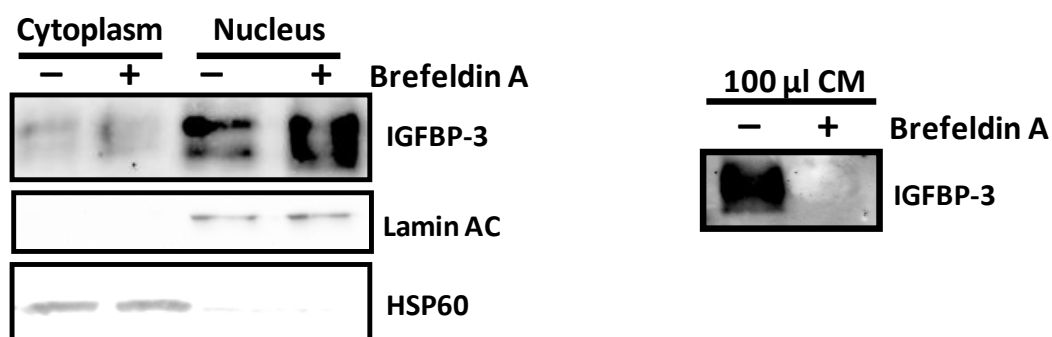 Cytoplasm Nucleus
− + − + Brefeldin A
IGFBP-3
Lamin AC
HSP60
100 µl CM
− + Brefeldin A
IGFBP-3